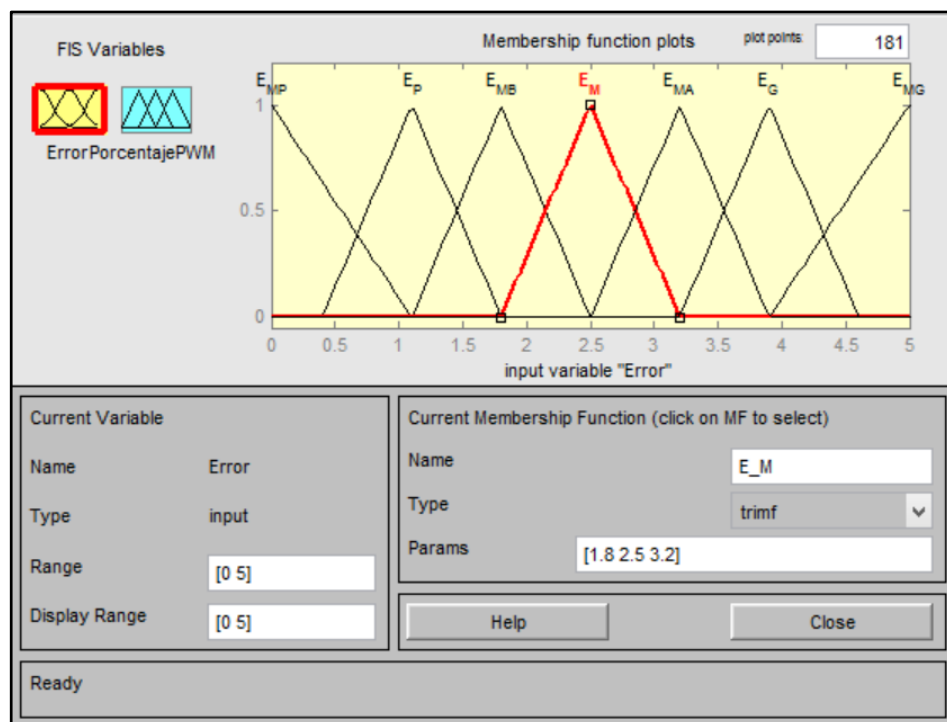 FIS Variables
Membership function plots
plot points:
181
E_MP E_P E_MB E_M E_MA E_G E_MG
1
0.5
0
ErrorPorcentajePWM
0 0.5 1 1.5 2 2.5 3 3.5 4 4.5 5
input variable "Error"
Current Variable
Name Error
Type input
Range [0 5]
Display Range [0 5]
Current Membership Function (click on MF to select)
Name E_M
Type trimf
Params [1.8 2.5 3.2]
Help Close
Ready